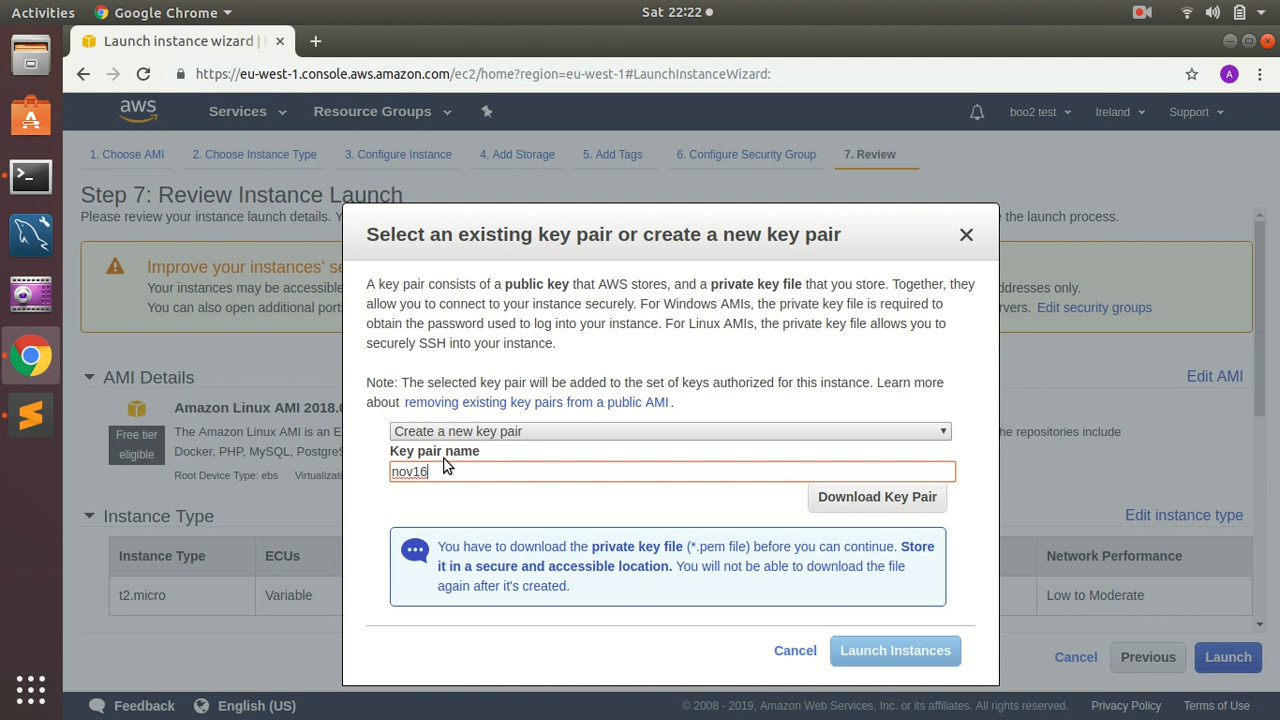 Activities Google Chrome Sat 22:22
Launch instance wizard |
https://eu-west-1.console.aws.amazon.com/ec2/home?region=eu-west-1#LaunchInstanceWizard: A
aws Services Resource Groups boo2 test Ireland Support
1. Choose AMI 2. Choose Instance Type 3. Configure Instance 4. Add Storage 5. Add Tags 6. Configure Security Group 7. Review
Step 7: Review Instance Launch
Please review your instance launch details. Y the launch process.
Improve your instances' se
Your instances may be accessible ddresses only.
You can also open additional port rvers. Edit security groups
Select an existing key pair or create a new key pair
A key pair consists of a public key that AWS stores, and a private key file that you store. Together, they
allow you to connect to your instance securely. For Windows AMIs, the private key file is required to
obtain the password used to log into your instance. For Linux AMIs, the private key file allows you to
securely SSH into your instance.
Note: The selected key pair will be added to the set of keys authorized for this instance. Learn more
about removing existing key pairs from a public AMI.
Create a new key pair
Key pair name
nov16
Download Key Pair
You have to download the private key file (*.pem file) before you can continue. Store
it in a secure and accessible location. You will not be able to download the file
again after it's created.
Cancel Launch Instances
AMI Details Edit AMI
Amazon Linux AMI 2018.0
Free tier
eligible
The Amazon Linux AMI is an E he repositories include
Docker, PHP, MySQL, PostgreS
Root Device Type: ebs Virtualizati
Instance Type Edit instance type
Instance Type ECUs Network Performance
t2.micro Variable Low to Moderate
Cancel Previous Launch
Feedback English (US) © 2008 - 2019, Amazon Web Services, Inc. or its affiliates. All rights reserved. Privacy Policy Terms of Use